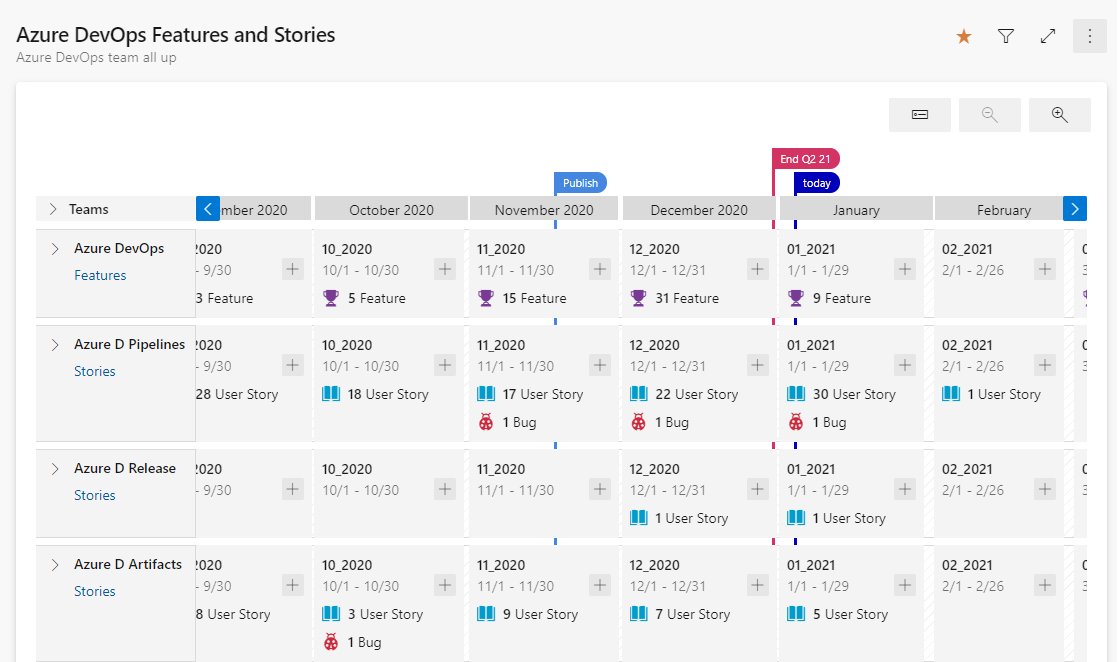 Azure DevOps Features and Stories
Azure DevOps team all up
End Q2 21
Publish
today
Teams
mber 2020
October 2020
November 2020
December 2020
January
February
Azure DevOps
Features
2020
- 9/30
3 Feature
10_2020
10/1 - 10/30
5 Feature
11_2020
11/1 - 11/30
15 Feature
12_2020
12/1 - 12/31
31 Feature
01_2021
1/1 - 1/29
9 Feature
02_2021
2/1 - 2/26
Azure D Pipelines
Stories
2020
- 9/30
28 User Story
10_2020
10/1 - 10/30
18 User Story
11_2020
11/1 - 11/30
17 User Story
1 Bug
12_2020
12/1 - 12/31
22 User Story
1 Bug
01_2021
1/1 - 1/29
30 User Story
1 Bug
02_2021
2/1 - 2/26
1 User Story
Azure D Release
Stories
2020
- 9/30
10_2020
10/1 - 10/30
11_2020
11/1 - 11/30
12_2020
12/1 - 12/31
1 User Story
01_2021
1/1 - 1/29
1 User Story
02_2021
2/1 - 2/26
Azure D Artifacts
Stories
2020
- 9/30
8 User Story
10_2020
10/1 - 10/30
3 User Story
1 Bug
11_2020
11/1 - 11/30
9 User Story
12_2020
12/1 - 12/31
7 User Story
01_2021
1/1 - 1/29
5 User Story
02_2021
2/1 - 2/26